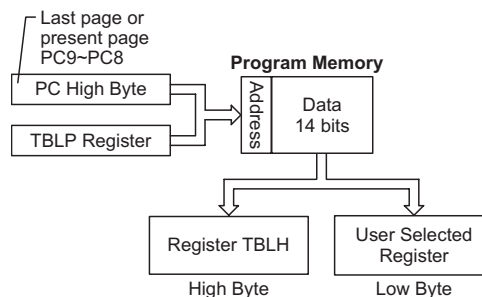 Last page or
present page
PC9~PC8
Program Memory
PC High Byte
TBLP Register
Address
Data
14 bits
Register TBLH
User Selected
Register
High Byte
Low Byte